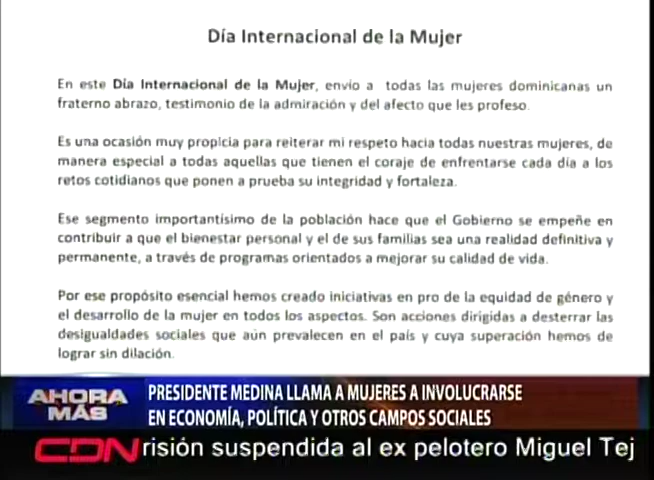 Día Internacional de la Mujer
En este Día Internacional de la Mujer, envío a todas las mujeres dominicanas un
fraterno abrazo, testimonio de la admiración y del afecto que les profeso.
Es una ocasión muy propicia para reiterar mi respeto hacia todas nuestras mujeres, de
manera especial a todas aquellas que tienen el coraje de enfrentarse cada día a los
retos cotidianos que ponen a prueba su integridad y fortaleza.
Ese segmento importantísimo de la población hace que el Gobierno se empeñe en
contribuir a que el bienestar personal y el de sus familias sea una realidad definitiva y
permanente, a través de programas orientados a mejorar su calidad de vida.
Por ese propósito esencial hemos creado iniciativas en pro de la equidad de género y
el desarrollo de la mujer en todos los aspectos. Son acciones dirigidas a desterrar las
desigualdades sociales que aún prevalecen en el país y cuya superación hemos de
lograr sin dilación.
AHORA
MÁS
PRESIDENTE MEDINA LLAMA A MUJERES A INVOLUCRARSE
EN ECONOMÍA, POLÍTICA Y OTROS CAMPOS SOCIALES
CDN risión suspendida al ex pelotero Miguel Tej